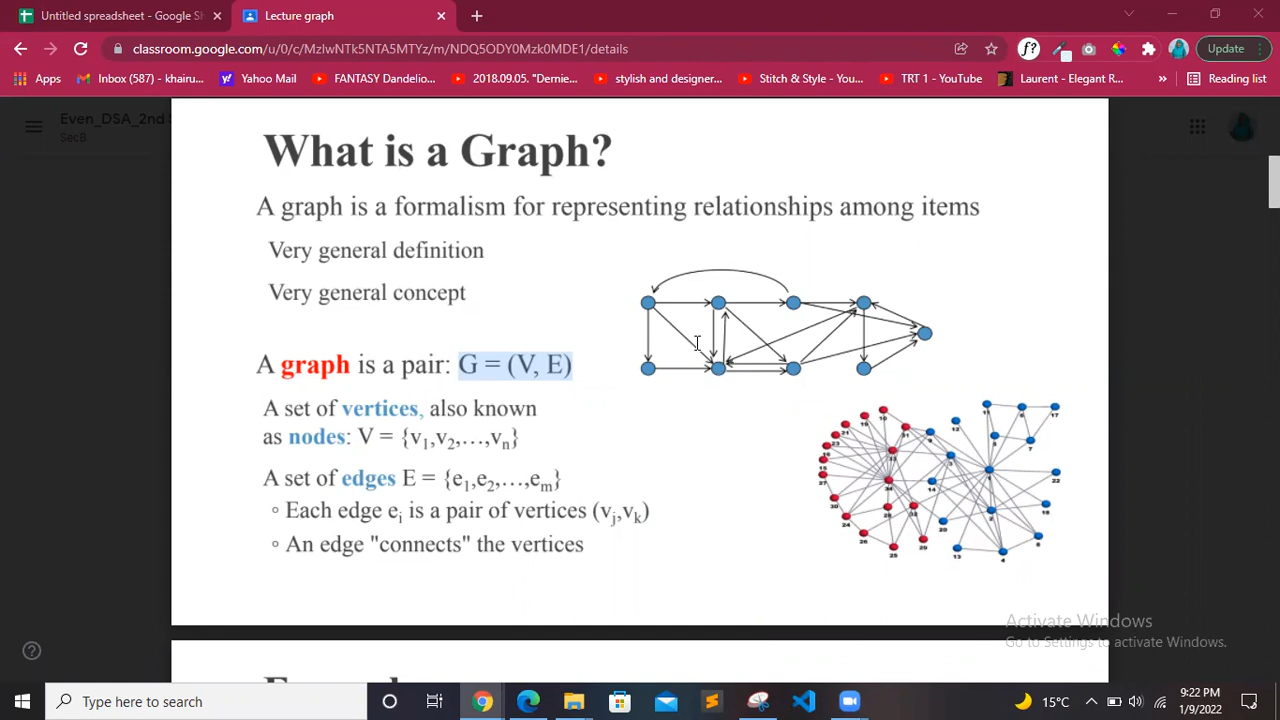 Untitled spreadsheet - Google Sh
Lecture graph
classroom.google.com/u/0/c/MzIwNTk5NTA5MTYz/m/NDQ5ODY0Mzk0MDE1/details
f?
Update
Apps
Inbox (587) - khairu...
Yahoo Mail
FANTASY Dandelio...
2018.09.05. "Dernie...
stylish and designer...
Stitch & Style - You...
TRT 1 - YouTube
Laurent - Elegant R...
»
Reading list
Even_DSA_2nd
SecB
What is a Graph?
A graph is a formalism for representing relationships among items
Very general definition
Very general concept
A graph is a pair: G = (V, E)
A set of vertices, also known
as nodes: V = {v1,v2,…,vn}
A set of edges E = {e1,e2,…,em}
◦ Each edge ei is a pair of vertices (vj,vk)
◦ An edge "connects" the vertices
Activate Windows
Go to Settings to activate Windows.
Type here to search
15°C
9:22 PM
1/9/2022